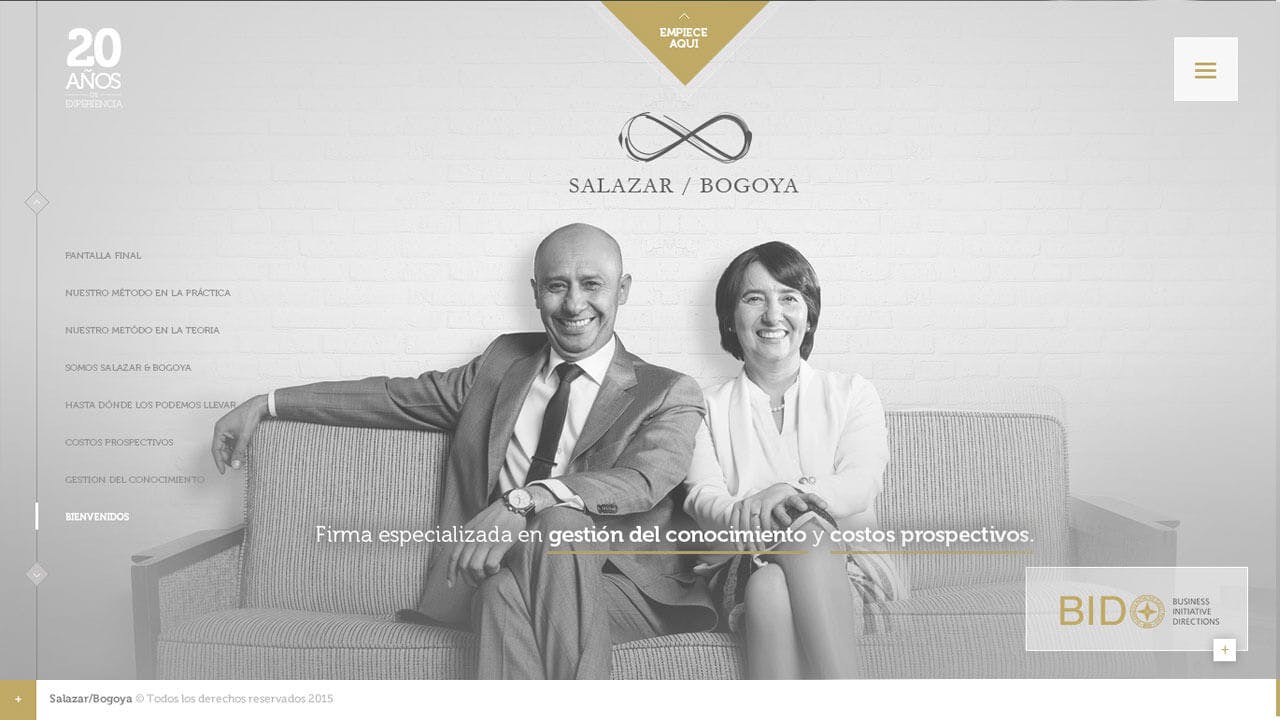 20
AÑOS
DE
EXPERIENCIA
EMPIECE
AQUI
SALAZAR / BOGOYA
PANTALLA FINAL
NUESTRO MÉTODO EN LA PRÁCTICA
NUESTRO METÓDO EN LA TEORIA
SOMOS SALAZAR & BOGOYA
HASTA DÓNDE LOS PODEMOS LLEVAR
COSTOS PROSPECTIVOS
GESTION DEL CONOCIMIENTO
BIENVENIDOS
Firma especializada en gestión del conocimiento y costos prospectivos.
BID
BUSINESS
INITIATIVE
DIRECTIONS
+
+
Salazar/Bogoya © Todos los derechos reservados 2015